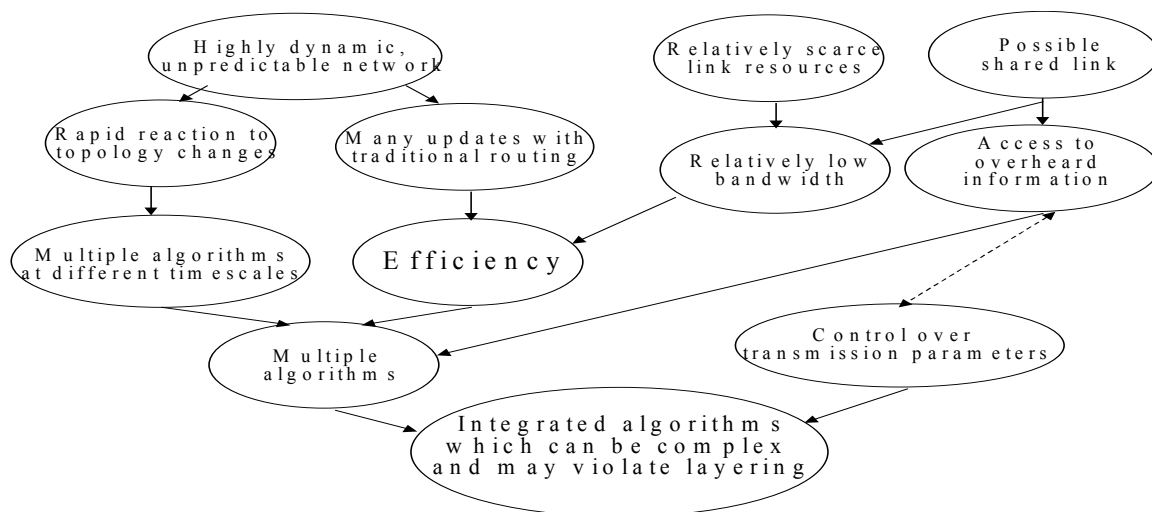 Highly dynamic,
unpredictable network
Relatively scarce
link resources
Possible
shared link
Rapid reaction to
topology changes
Many updates with
traditional routing
Relatively low
bandwidth
Access to
overheard
information
Multiple algorithms
at different timescales
Efficiency
Control over
transmission parameters
Multiple
algorithms
Integrated algorithms
which can be complex
and may violate layering